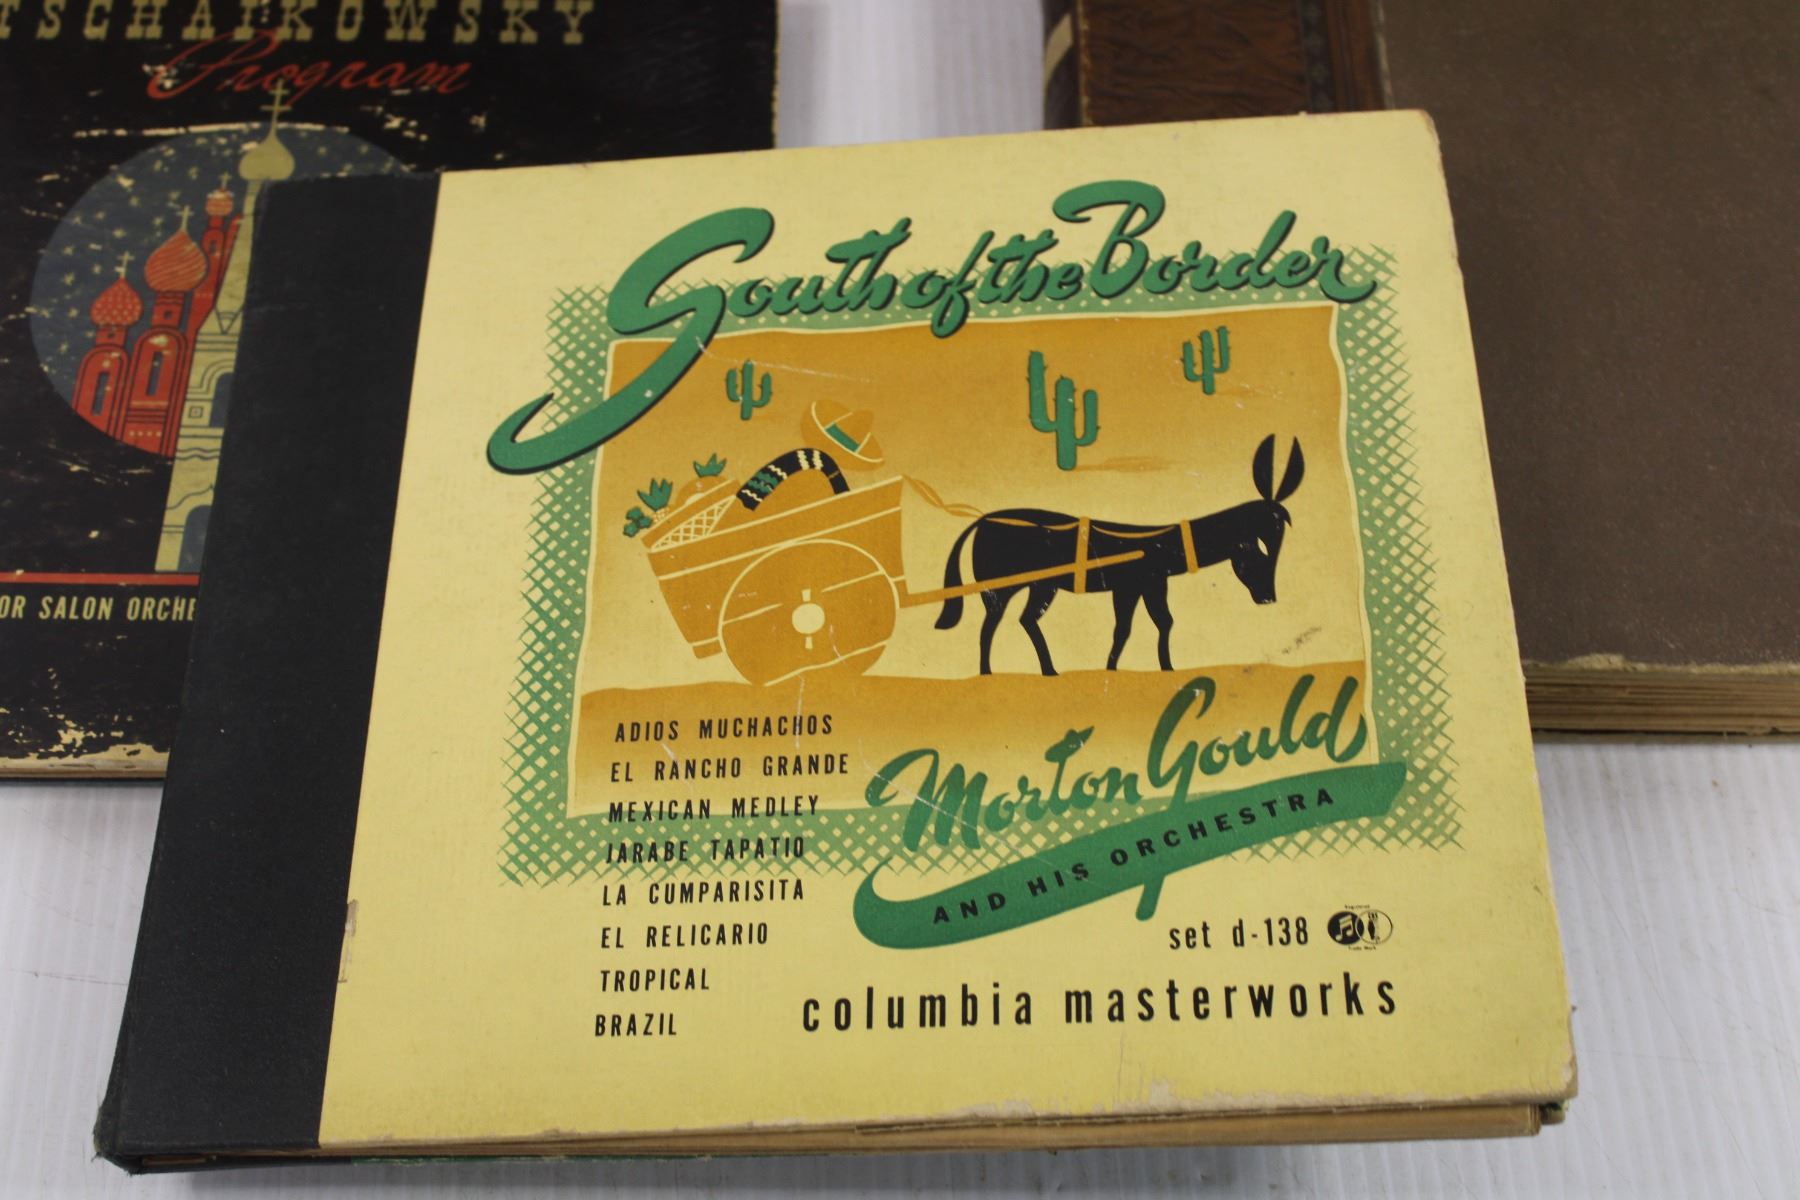 TSCHAIKOWSKY
Program
OR SALON ORCHE
South of the Border
ADIOS MUCHACHOS
EL RANCHO GRANDE
MEXICAN MEDLEY
JARABE TAPATIO
LA CUMPARISITA
EL RELICARIO
TROPICAL
BRAZIL
Morton Gould
AND HIS ORCHESTRA
set d-138
columbia masterworks